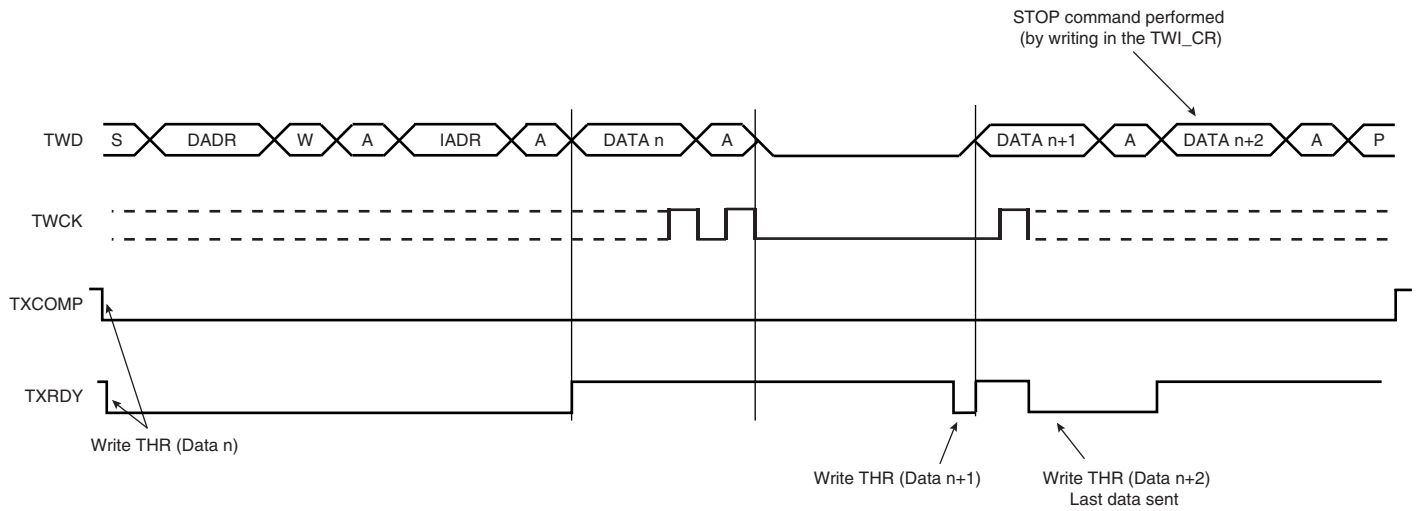 STOP command performed
(by writing in the TWI_CR)
TWD S DADR W A IADR A DATA n A DATA n+1 A DATA n+2 A P
TWCK
TXCOMP
TXRDY
Write THR (Data n)
Write THR (Data n+1)
Write THR (Data n+2)
Last data sent